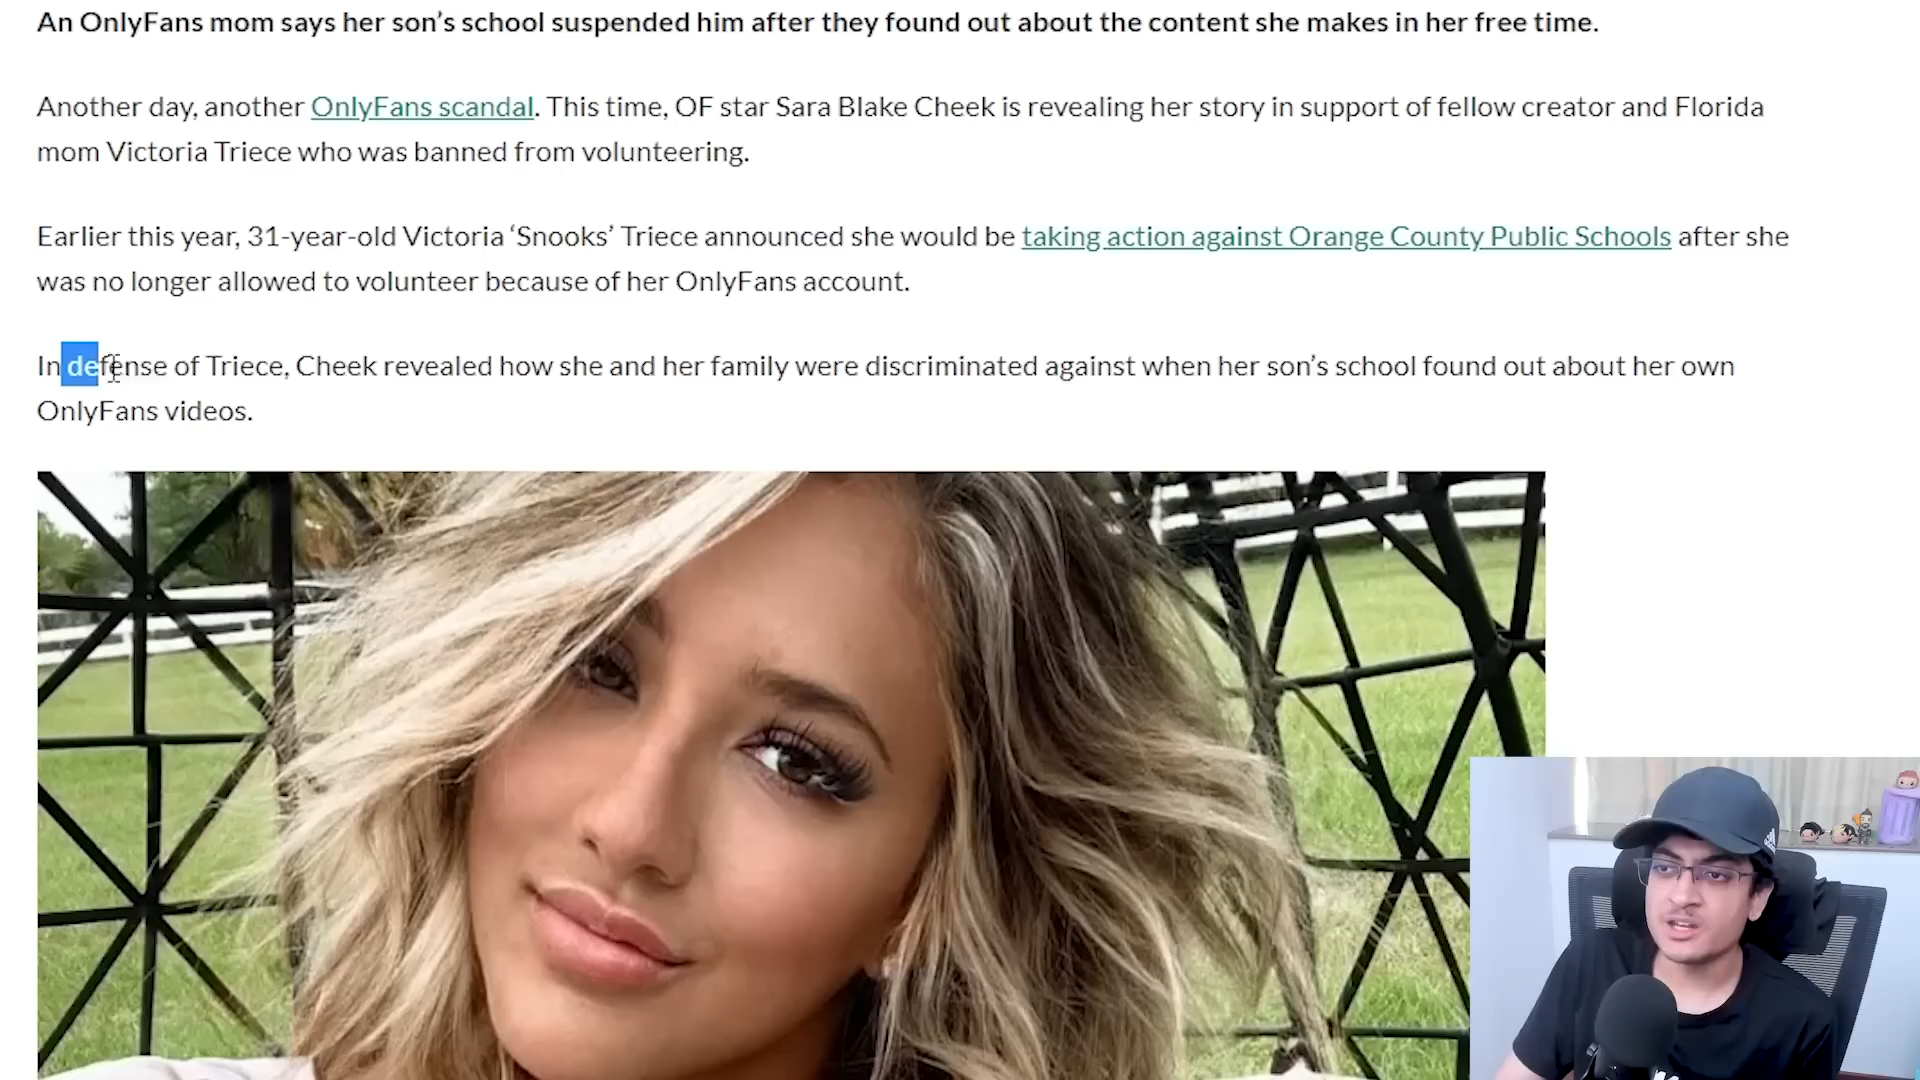 An OnlyFans mom says her son’s school suspended him after they found out about the content she makes in her free time.
Another day, another OnlyFans scandal. This time, OF star Sara Blake Cheek is revealing her story in support of fellow creator and Florida
mom Victoria Triece who was banned from volunteering.
Earlier this year, 31-year-old Victoria ‘Snooks’ Triece announced she would be taking action against Orange County Public Schools after she
was no longer allowed to volunteer because of her OnlyFans account.
In defense of Triece, Cheek revealed how she and her family were discriminated against when her son’s school found out about her own
OnlyFans videos.